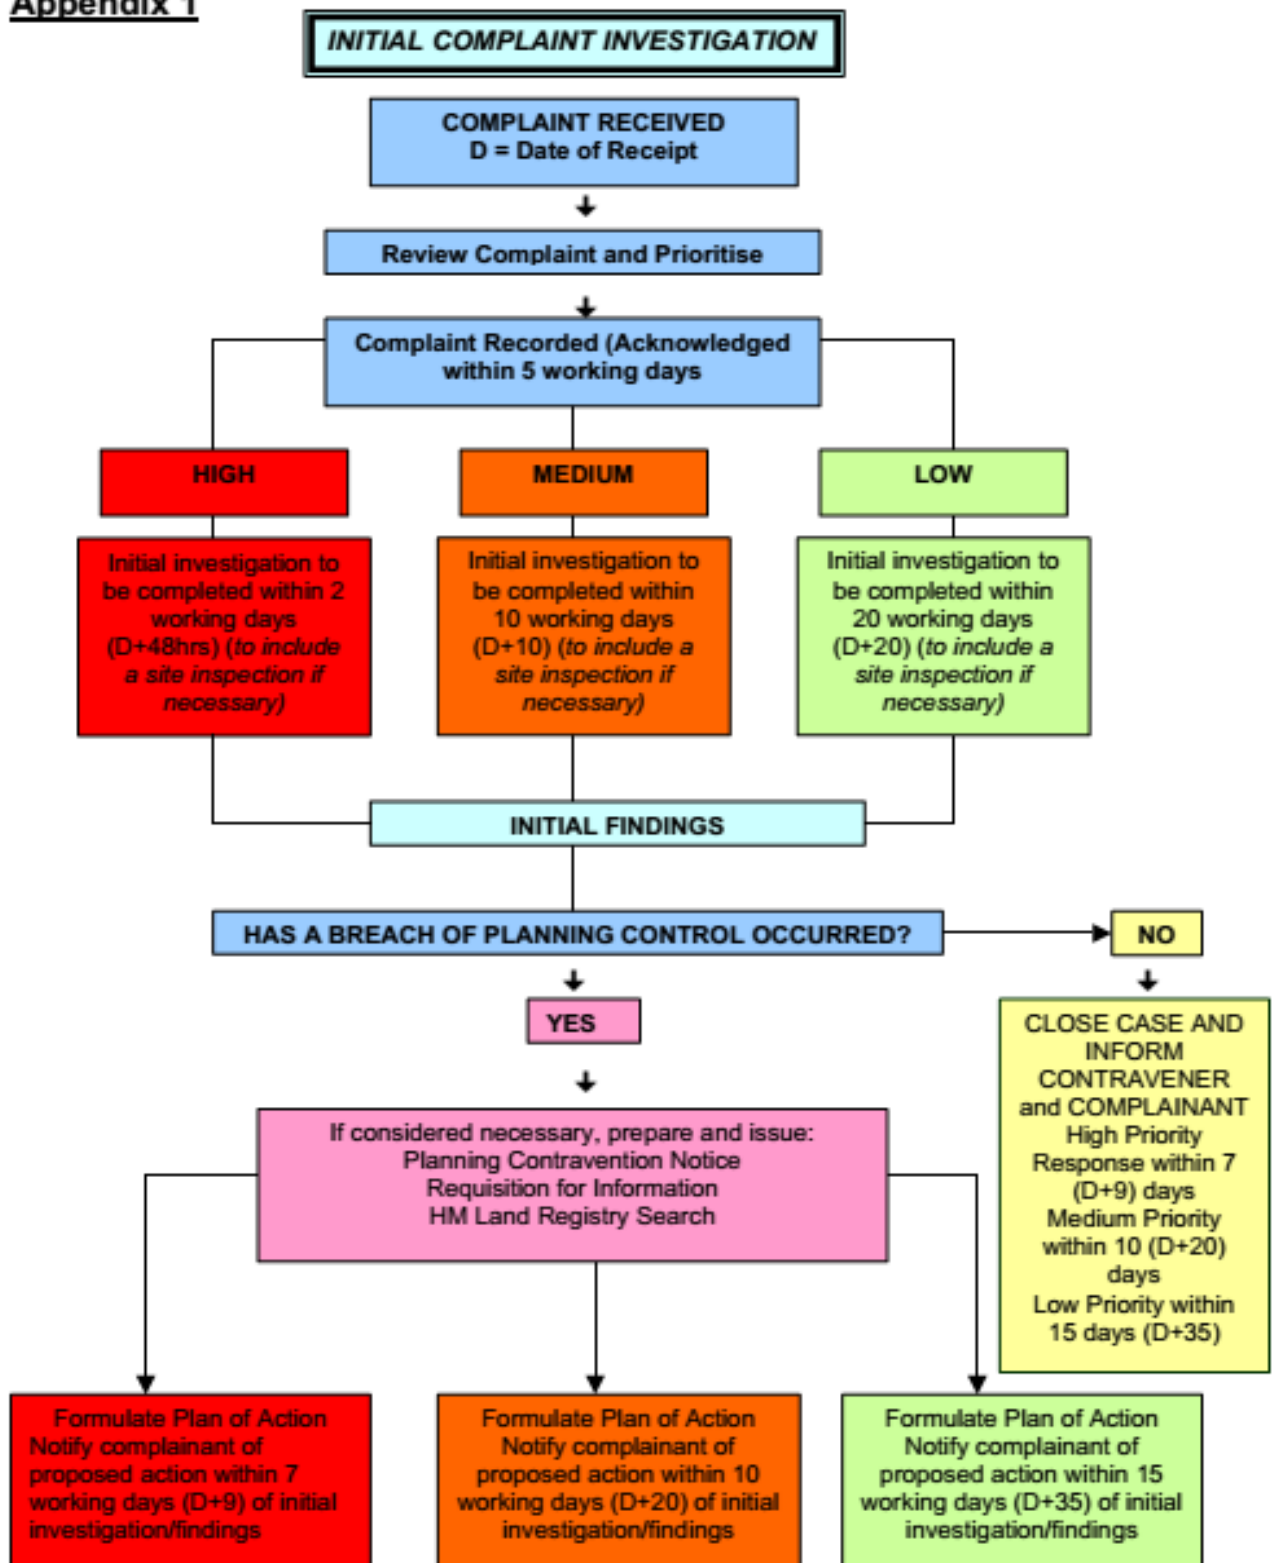 Appendix 1
INITIAL COMPLAINT INVESTIGATION
COMPLAINT RECEIVED
D = Date of Receipt
Review Complaint and Prioritise
Complaint Recorded (Acknowledged
within 5 working days
HIGH
MEDIUM
LOW
Initial investigation to
be completed within 2
working days
(D+48hrs) (to include
a site inspection if
necessary)
Initial investigation to
be completed within
10 working days
(D+10) (to include a
site inspection if
necessary)
Initial investigation to
be completed within
20 working days
(D+20) (to include a
site inspection if
necessary)
INITIAL FINDINGS
HAS A BREACH OF PLANNING CONTROL OCCURRED?
NO
YES
CLOSE CASE AND
INFORM
CONTRAVENER
and COMPLAINANT
High Priority
Response within 7
(D+9) days
Medium Priority
within 10 (D+20)
days
Low Priority within
15 days (D+35)
If considered necessary, prepare and issue:
Planning Contravention Notice
Requisition for Information
HM Land Registry Search
Formulate Plan of Action
Notify complainant of
proposed action within 7
working days (D+9) of initial
investigation/findings
Formulate Plan of Action
Notify complainant of
proposed action within 10
working days (D+20) of initial
investigation/findings
Formulate Plan of Action
Notify complainant of
proposed action within 15
working days (D+35) of initial
investigation/findings